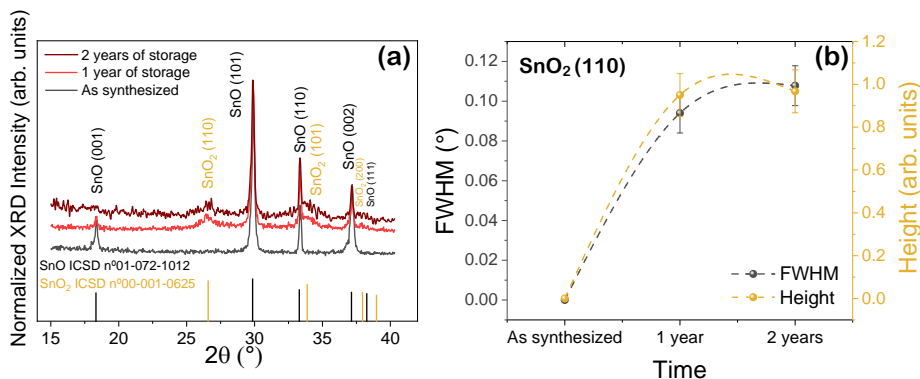 Normalized XRD Intensity (arb. units)
2 years of storage
1 year of storage
As synthesized
(a)
SnO (001)
SnO₂ (110)
SnO (101)
SnO (110)
SnO₂ (101)
SnO (002)
SnO₂ (200)
SnO (111)
SnO ICSD nº01-072-1012
SnO₂ ICSD nº00-001-0625
15 20 25 30 35 40
2θ (°)
SnO₂ (110)
(b)
FWHM (°)
0.12
0.10
0.08
0.06
0.04
0.02
0.00
1.2
1.0
0.8
0.6
0.4
0.2
0.0
Height (arb. units)
FWHM
Height
As synthesized 1 year 2 years
Time